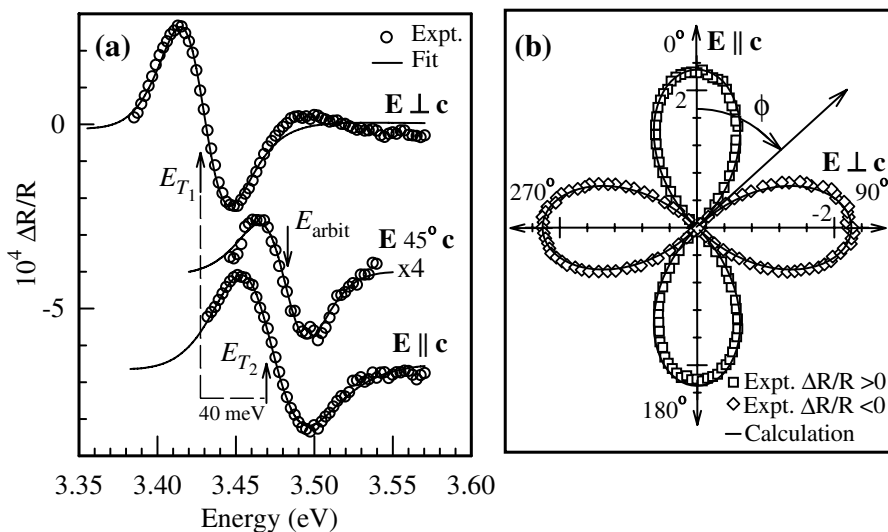 (a)
Expt.
Fit
E ⊥ c
E_T1
E_arbit
E 45° c
x4
E ∥ c
E_T2
40 meV
0
-5
10⁴ ΔR/R
3.35 3.40 3.45 3.50 3.55 3.60
Energy (eV)
(b)
0°
E ∥ c
2
ϕ
E ⊥ c
270°
90°
-2
180°
Expt. ΔR/R >0
Expt. ΔR/R <0
Calculation